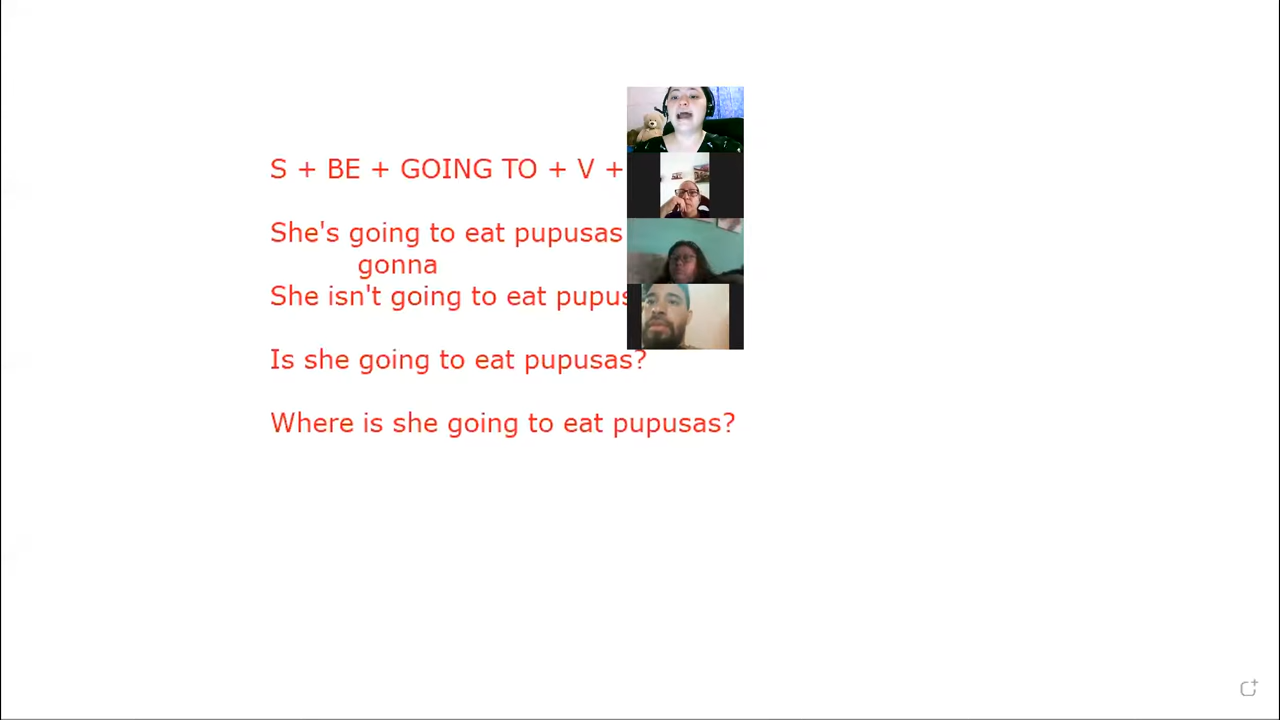 S + BE + GOING TO + V +
She's going to eat pupusas
gonna
She isn't going to eat
Is she going to eat pupusas?
Where is she going to eat pupusas?